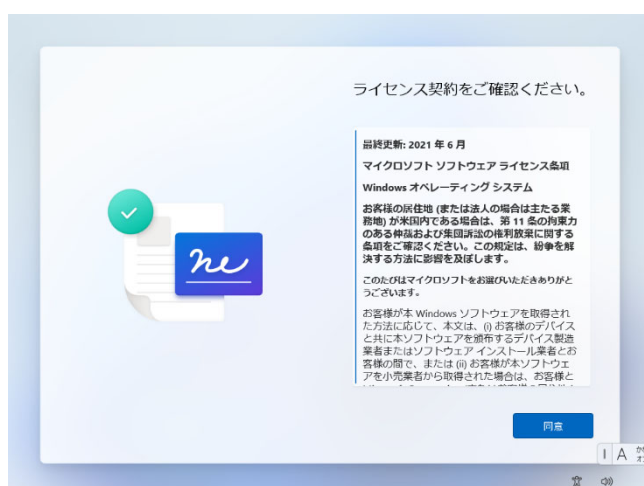 ライセンス契約をご確認ください。
最終更新: 2021 年 6 月
マイクロソフト ソフトウェア ライセンス条項
Windows オペレーティング システム
お客様の居住地 (または法人の場合は主たる業
務地) が米国内である場合は、第 11 条の拘束力
のある仲裁および集団訴訟の権利放棄に関する
条項をご確認ください。この規定は、紛争を解
決する方法に影響を及ぼします。
このたびはマイクロソフトをお選びいただきありがと
うございます。
お客様が本 Windows ソフトウェアを取得され
た方法に応じて、本文は、(i) お客様のデバイス
と共に本ソフトウェアを頒布するデバイス製造
業者またはソフトウェア インストール業者とお
客様の間で、または (ii) お客様が本ソフトウェ
アを小売業者から取得された場合は、お客様と
同意
A